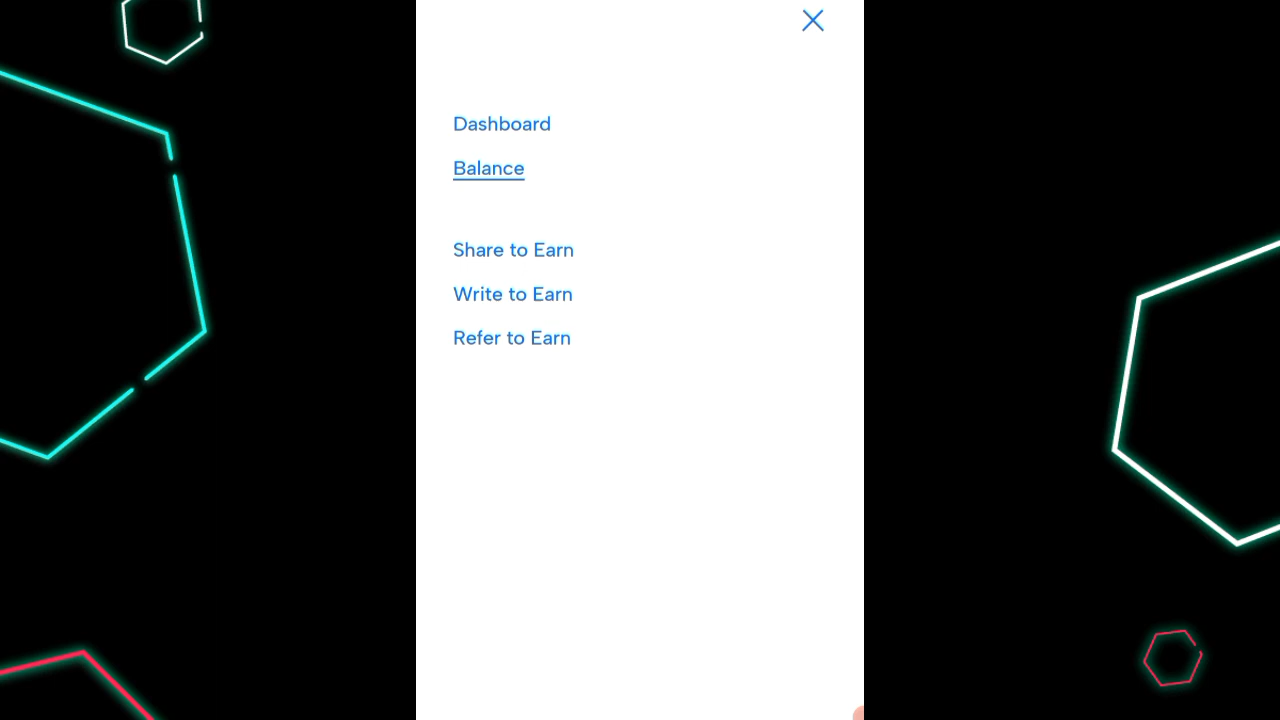 Dashboard
Balance
Share to Earn
Write to Earn
Refer to Earn